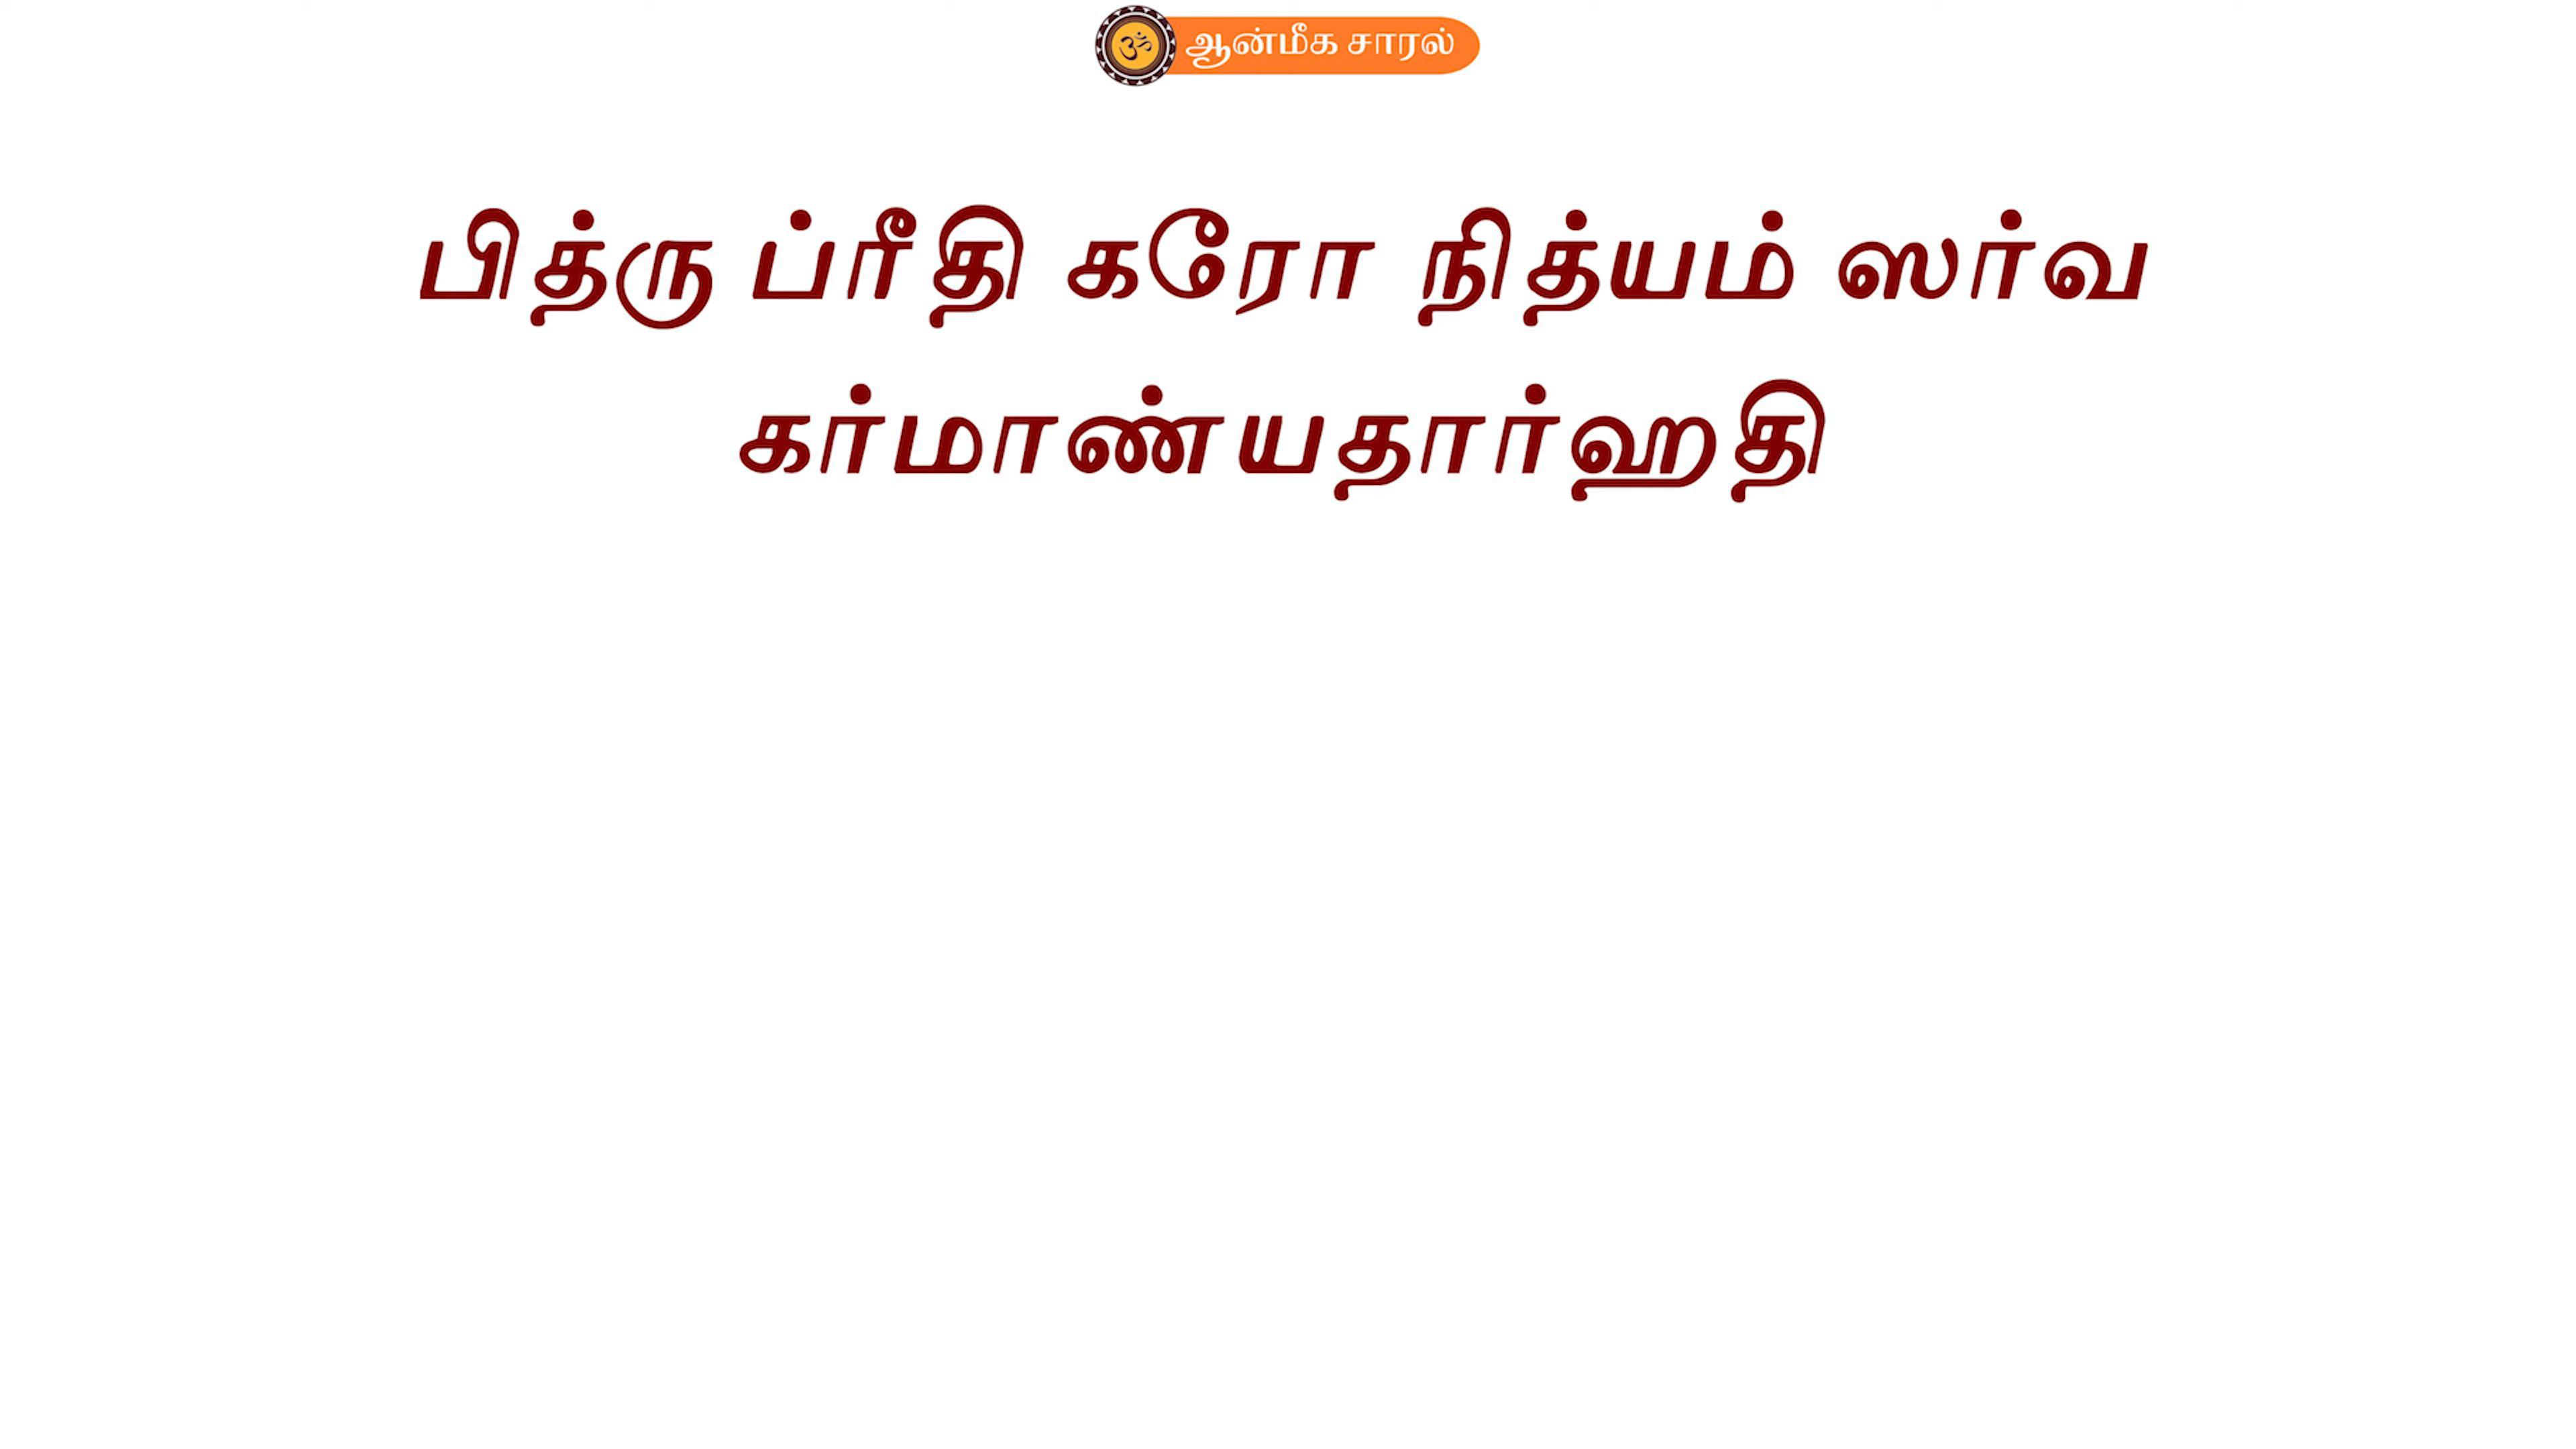 ஆன்மீக சாரல்
பித்ரு ப்ரீதி கரோ நித்யம் ஸர்வ
கர்மாண்யதார்ஹதி